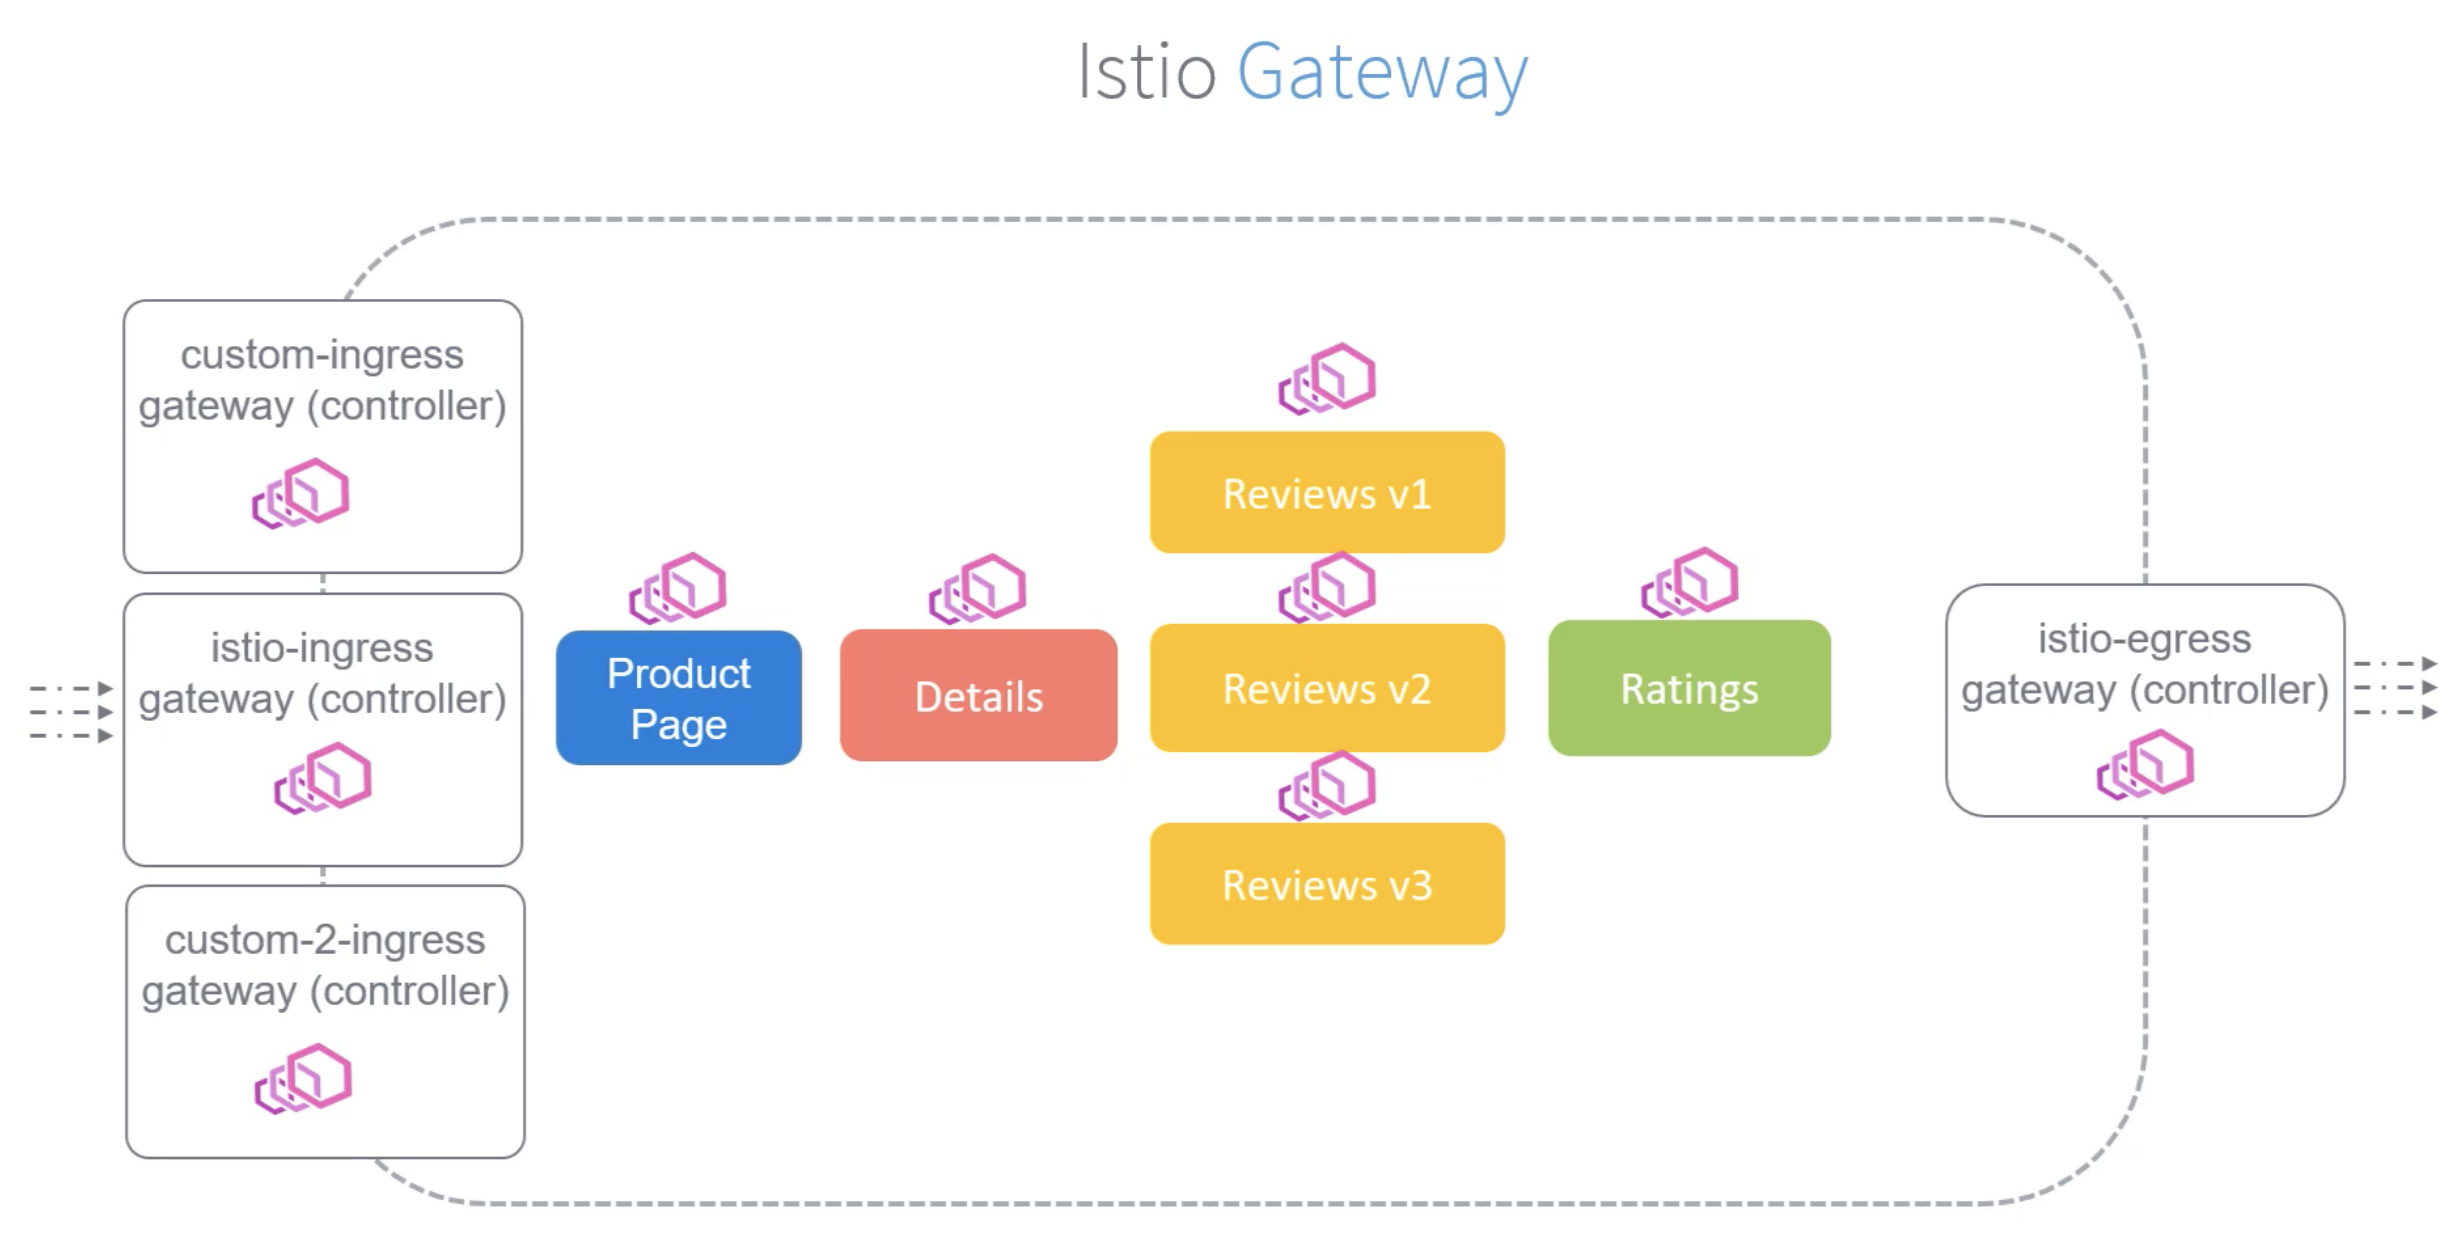 Istio Gateway
custom-ingress
gateway (controller)
istio-ingress
gateway (controller)
custom-2-ingress
gateway (controller)
Product
Page
Details
Reviews v1
Reviews v2
Reviews v3
Ratings
istio-egress
gateway (controller)